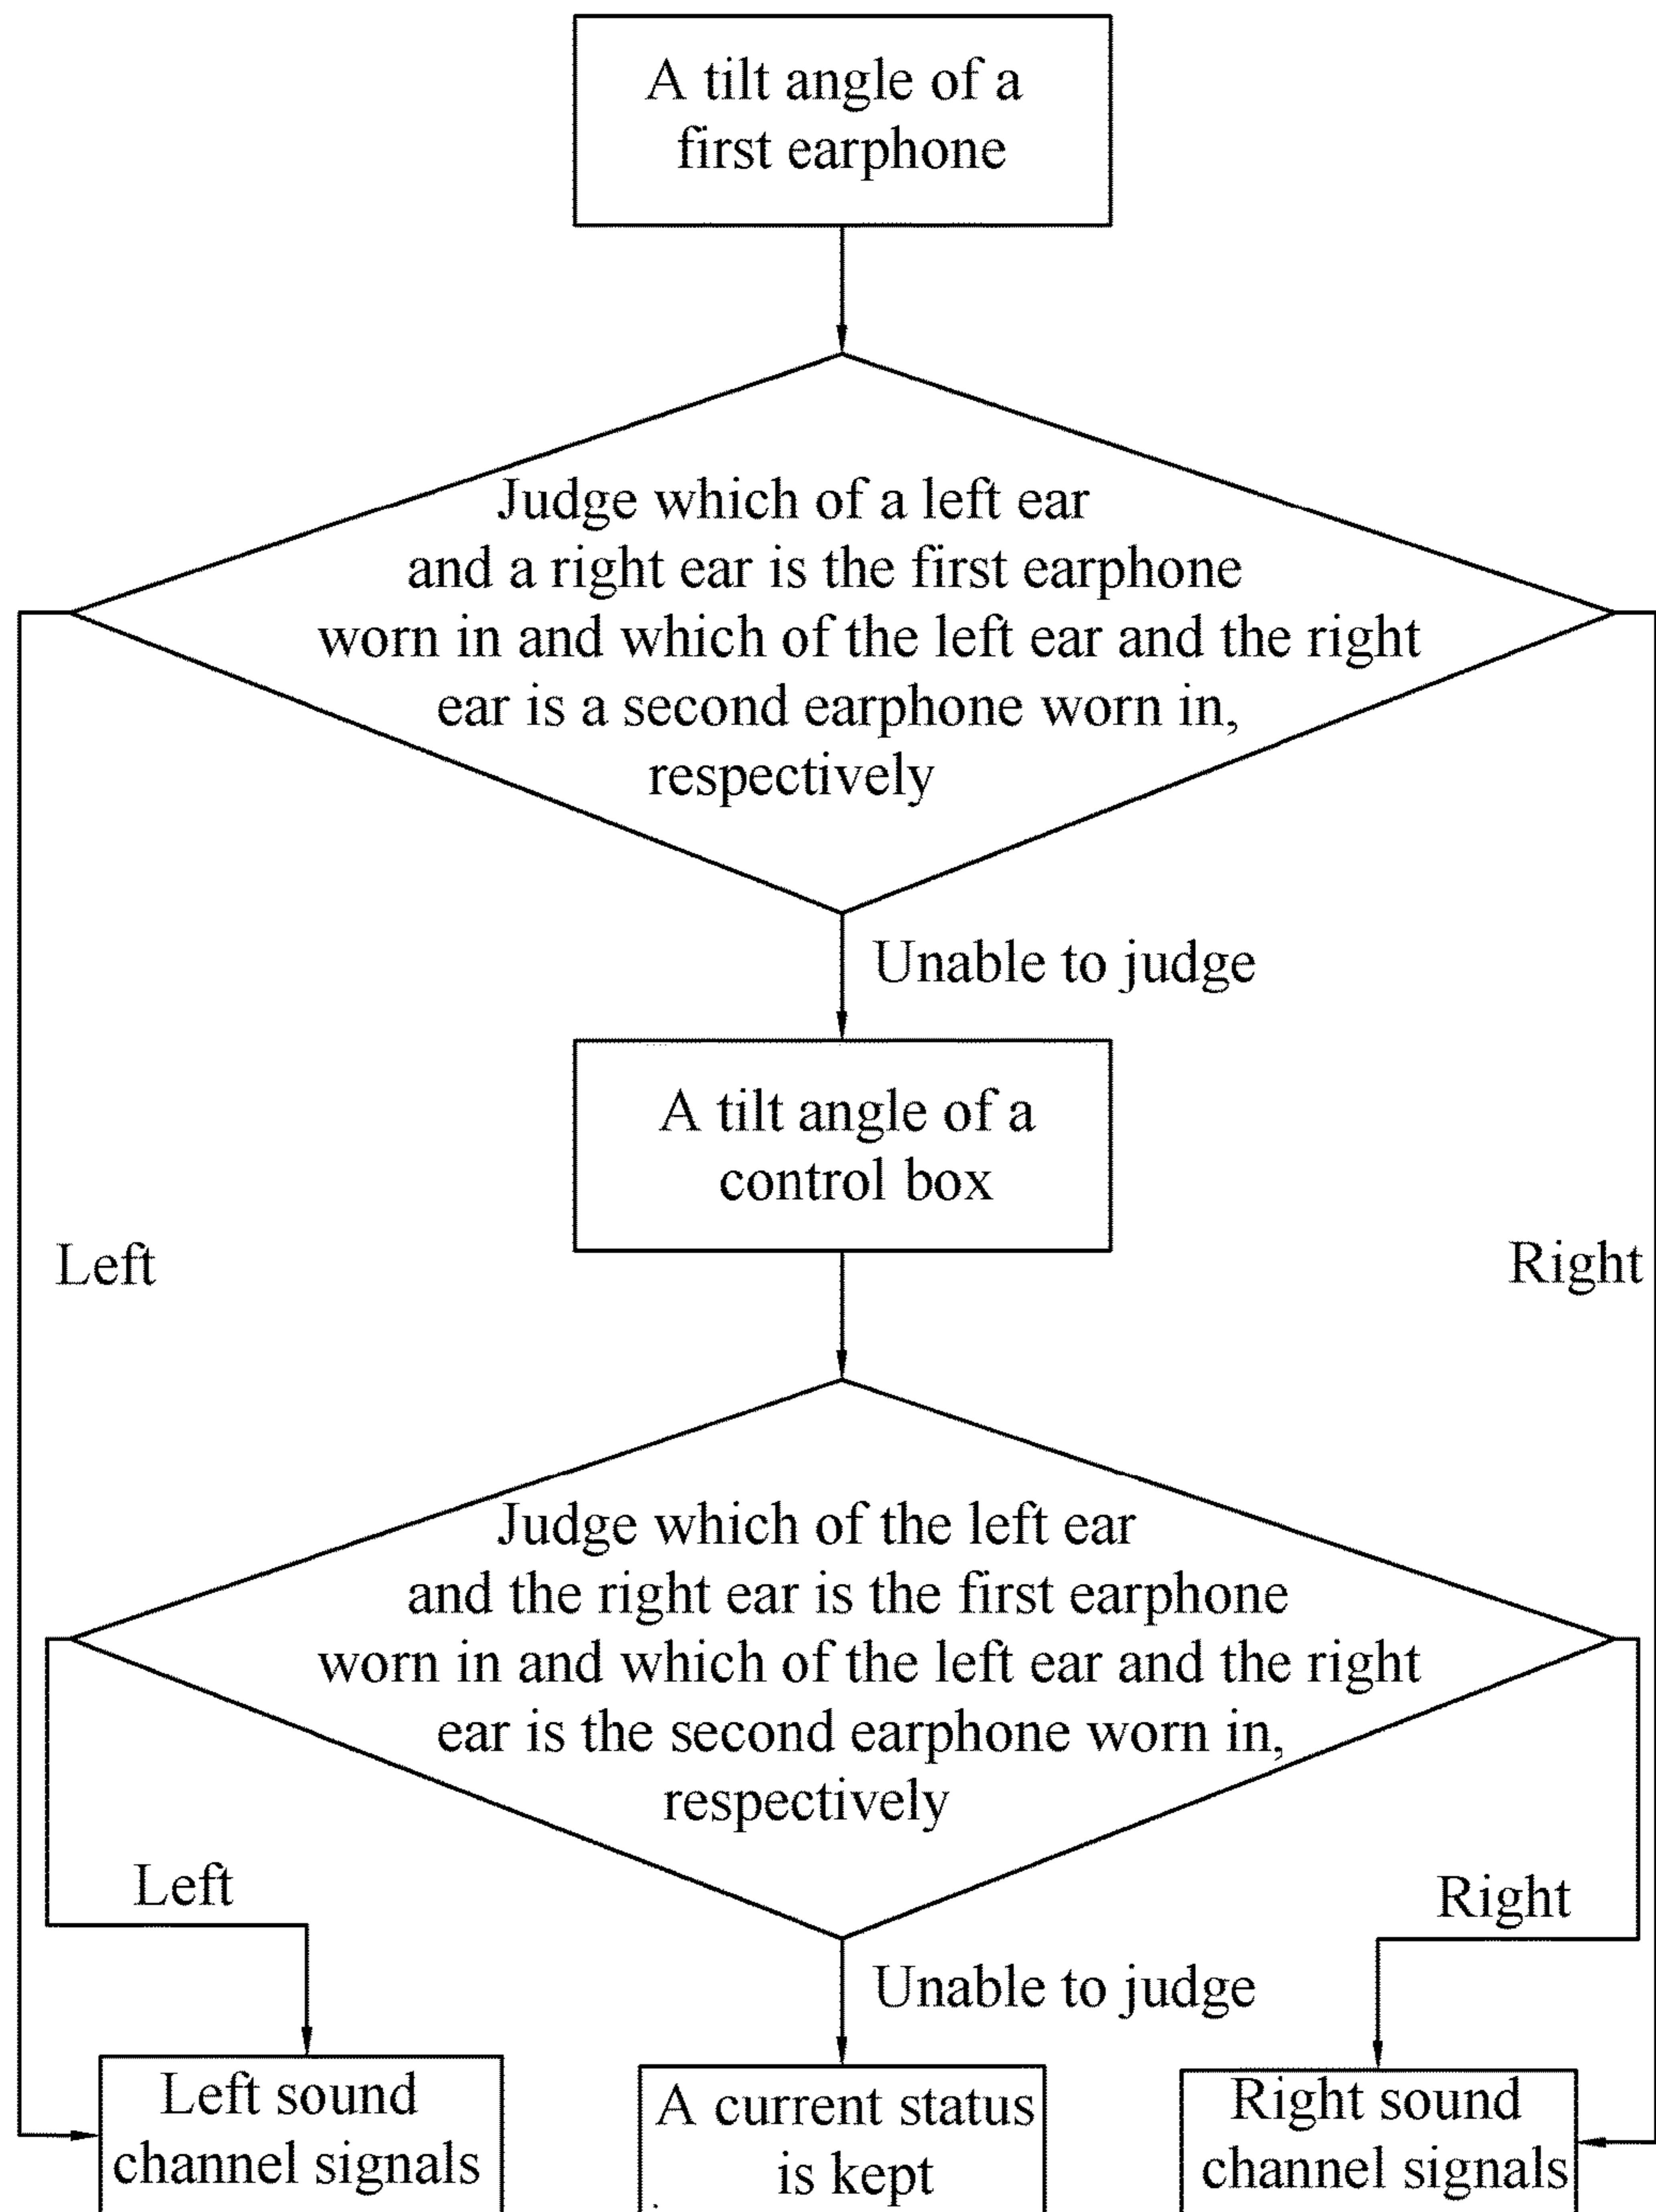 A tilt angle of a
first earphone
Judge which of a left ear
and a right ear is the first earphone
worn in and which of the left ear and the right
ear is a second earphone worn in,
respectively
Unable to judge
A tilt angle of a
control box
Left
Right
Judge which of the left ear
and the right ear is the first earphone
worn in and which of the left ear and the right
ear is the second earphone worn in,
respectively
Left
Right
Unable to judge
Left sound
channel signals
A current status
is kept
Right sound
channel signals